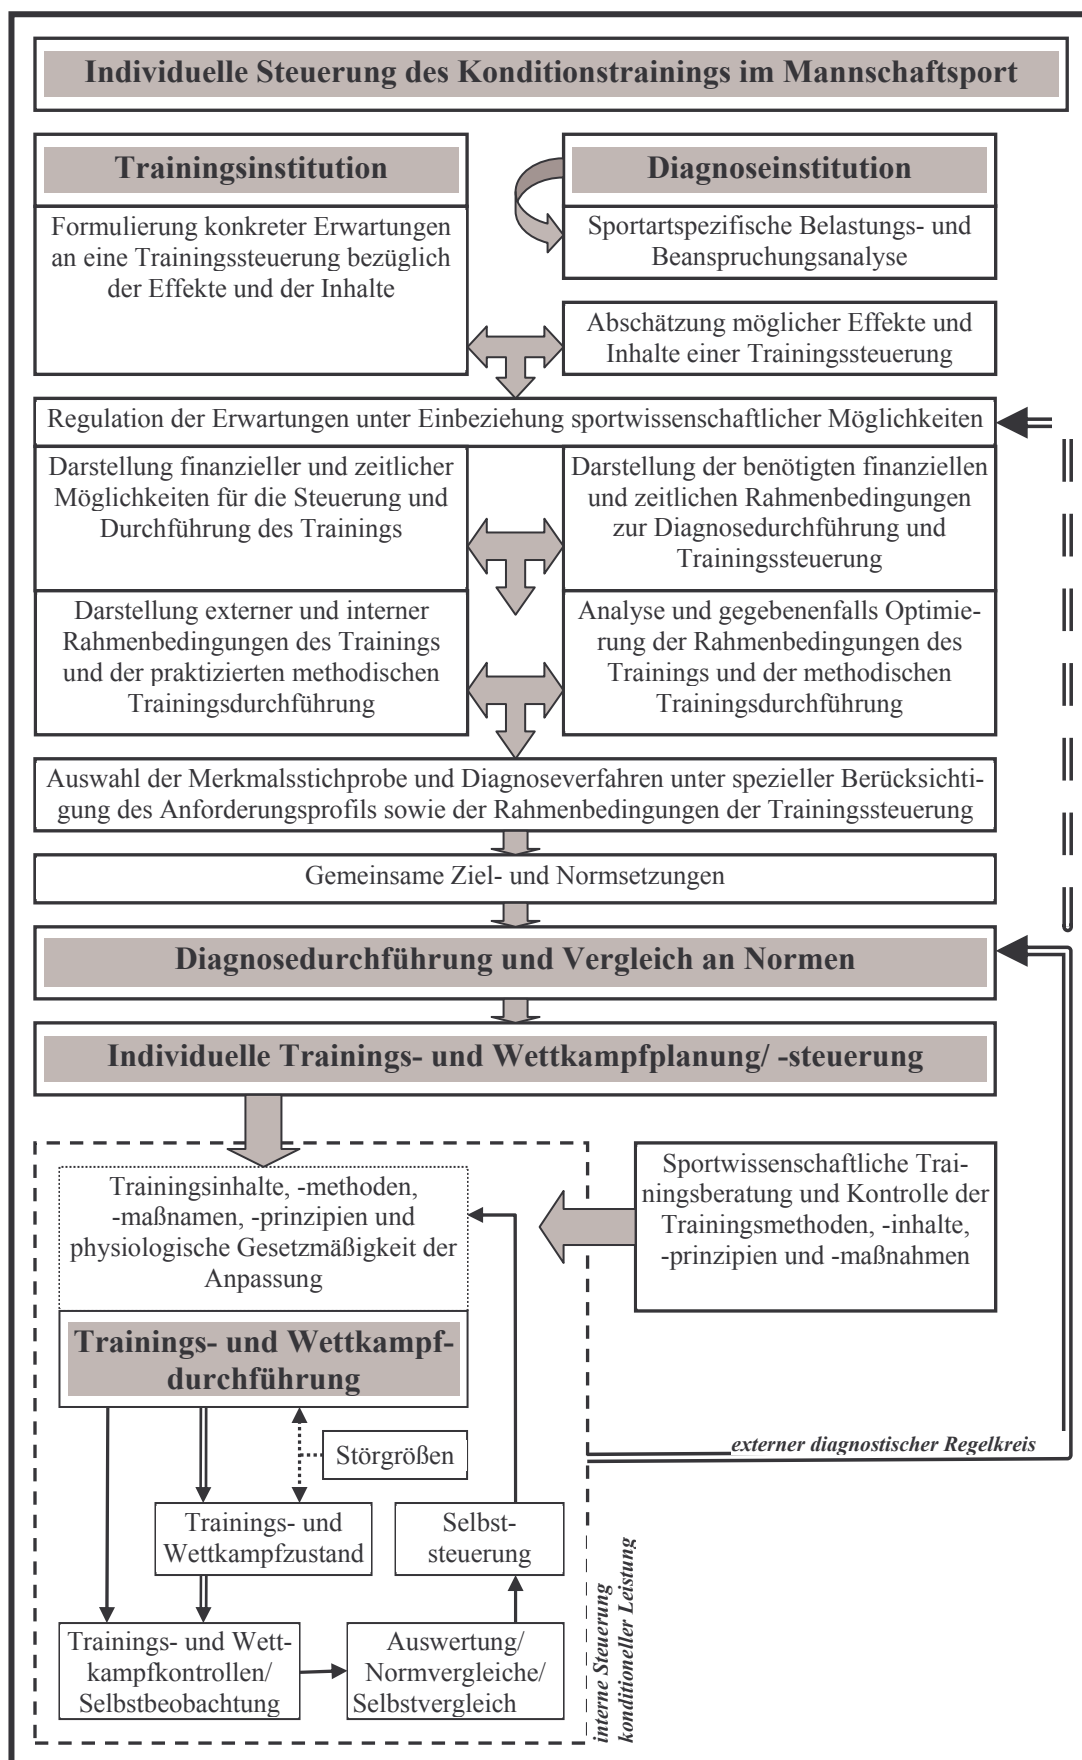 Individuelle Steuerung des Konditionstrainings im Mannschaftsport
Trainingsinstitution
Formulierung konkreter Erwartungen
an eine Trainingssteuerung bezüglich
der Effekte und der Inhalte
Diagnoseinstitution
Sportartspezifische Belastungs- und
Beanspruchungsanalyse
Abschätzung möglicher Effekte und
Inhalte einer Trainingssteuerung
Regulation der Erwartungen unter Einbeziehung sportwissenschaftlicher Möglichkeiten
Darstellung finanzieller und zeitlicher
Möglichkeiten für die Steuerung und
Durchführung des Trainings
Darstellung der benötigten finanziellen
und zeitlichen Rahmenbedingungen
zur Diagnosedurchführung und
Trainingssteuerung
Darstellung externer und interner
Rahmenbedingungen des Trainings
und der praktizierten methodischen
Trainingsdurchführung
Analyse und gegebenenfalls Optimie-
rung der Rahmenbedingungen des
Trainings und der methodischen
Trainingsdurchführung
Auswahl der Merkmalsstichprobe und Diagnoseverfahren unter spezieller Berücksichti-
gung des Anforderungsprofils sowie der Rahmenbedingungen der Trainingssteuerung
Gemeinsame Ziel- und Normsetzungen
Diagnosedurchführung und Vergleich an Normen
Individuelle Trainings- und Wettkampfplanung/ -steuerung
Trainingsinhalte, -methoden,
-maßnamen, -prinzipien und
physiologische Gesetzmäßigkeit der
Anpassung
Sportwissenschaftliche Trai-
ningsberatung und Kontrolle der
Trainingsmethoden, -inhalte,
-prinzipien und -maßnahmen
Trainings- und Wettkampf-
durchführung
externer diagnostischer Regelkreis
Störgrößen
Trainings- und
Wettkampfzustand
Selbst-
steuerung
Trainings- und Wett-
kampfkontrollen/
Selbstbeobachtung
Auswertung/
Normvergleiche/
Selbstvergleich
interne Steuerung
konditioneller Leistung